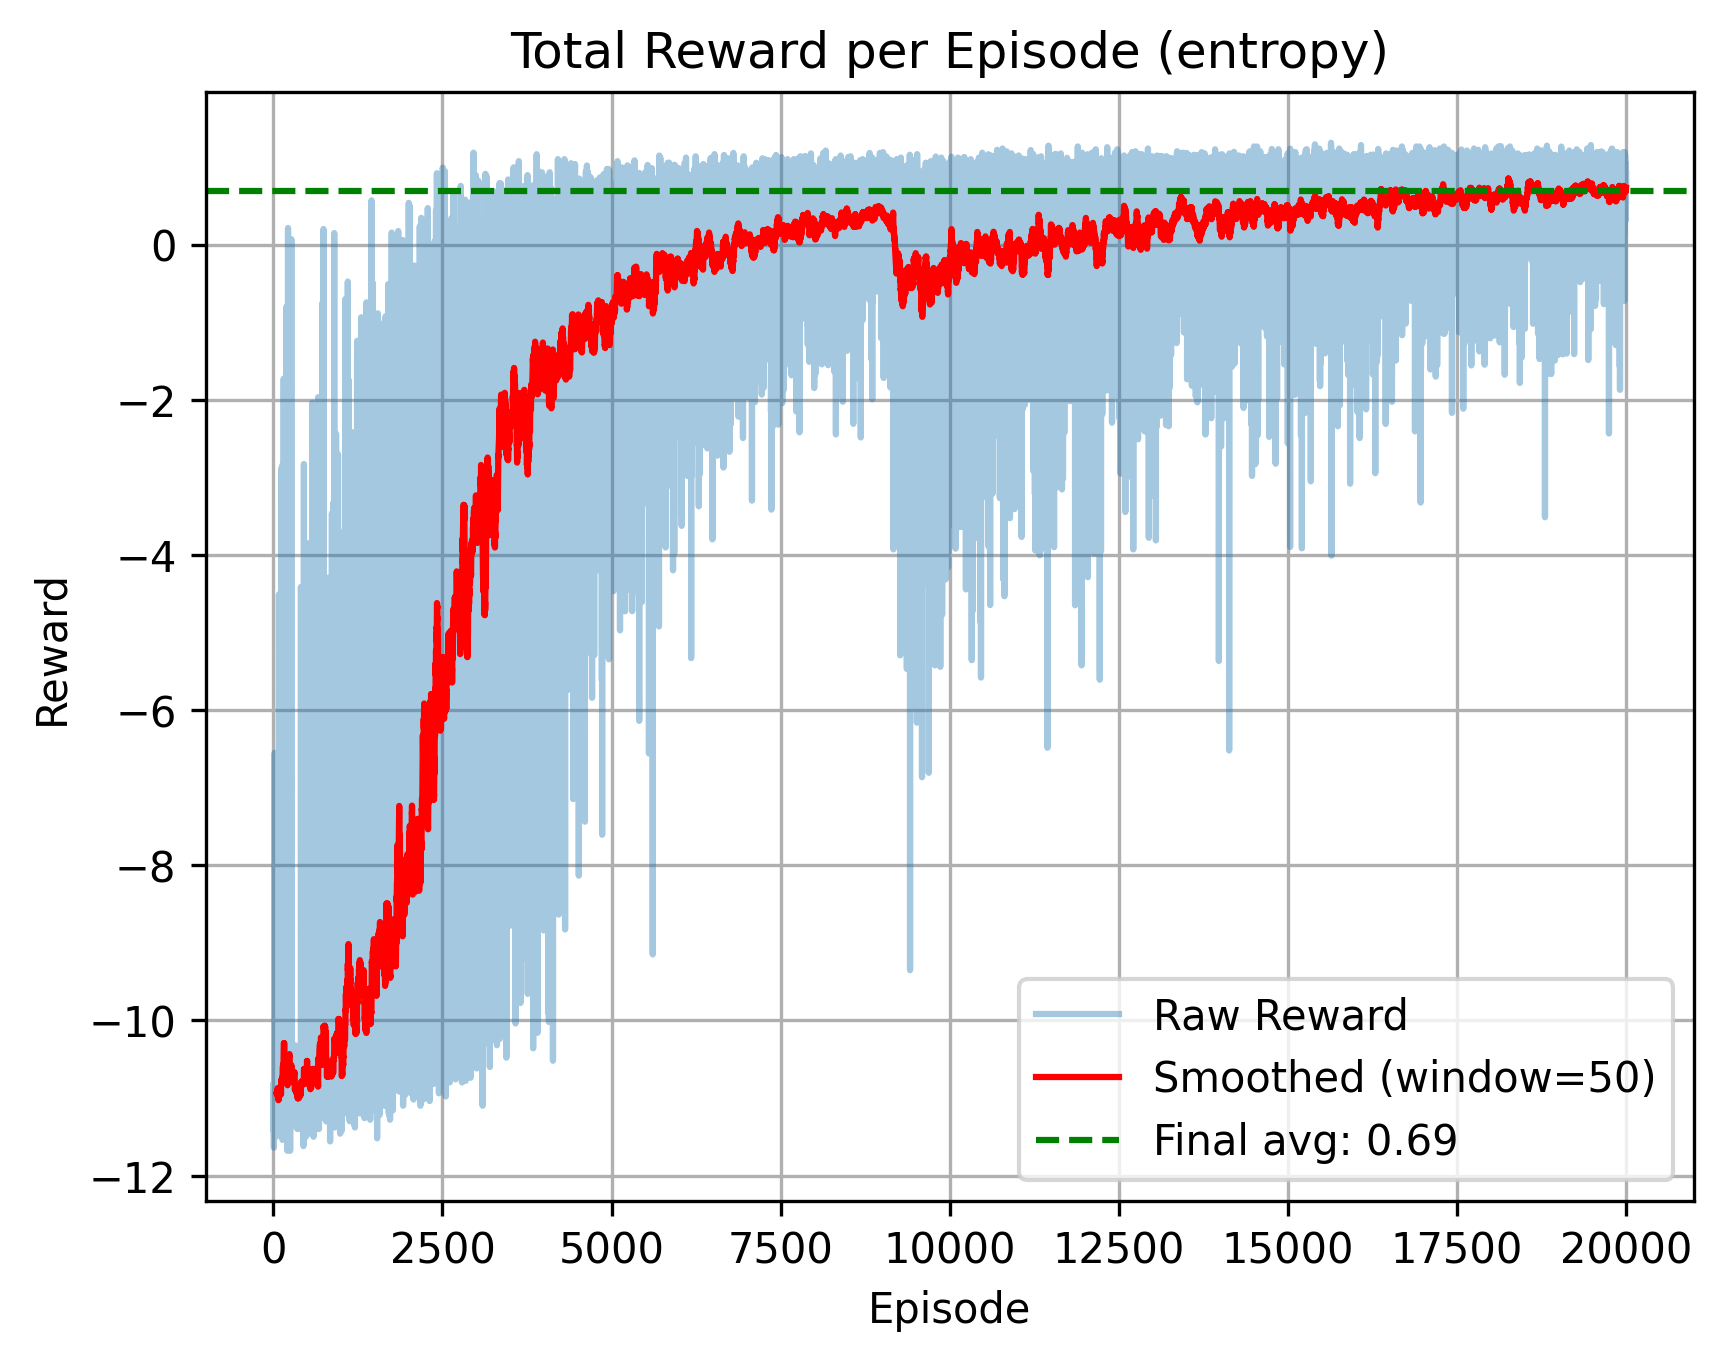 Total Reward per Episode (entropy)
Reward
0
−2
−4
−6
−8
−10
−12
Raw Reward
Smoothed (window=50)
Final avg: 0.69
0 2500 5000 7500 10000 12500 15000 17500 20000
Episode